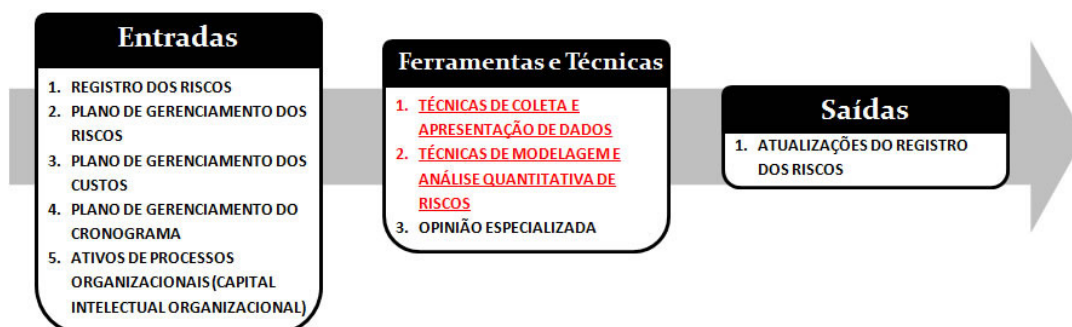 Entradas
1. REGISTRO DOS RISCOS
2. PLANO DE GERENCIAMENTO DOS
RISCOS
3. PLANO DE GERENCIAMENTO DOS
CUSTOS
4. PLANO DE GERENCIAMENTO DO
CRONOGRAMA
5. ATIVOS DE PROCESSOS
ORGANIZACIONAIS(CAPITAL
INTELECTUAL ORGANIZACIONAL)
Ferramentas e Técnicas
1. TÉCNICAS DE COLETA E
APRESENTAÇÃO DE DADOS
2. TÉCNICAS DE MODELAGEM E
ANÁLISE QUANTITATIVA DE
RISCOS
3. OPINIÃO ESPECIALIZADA
Saídas
1. ATUALIZAÇÕES DO REGISTRO
DOS RISCOS